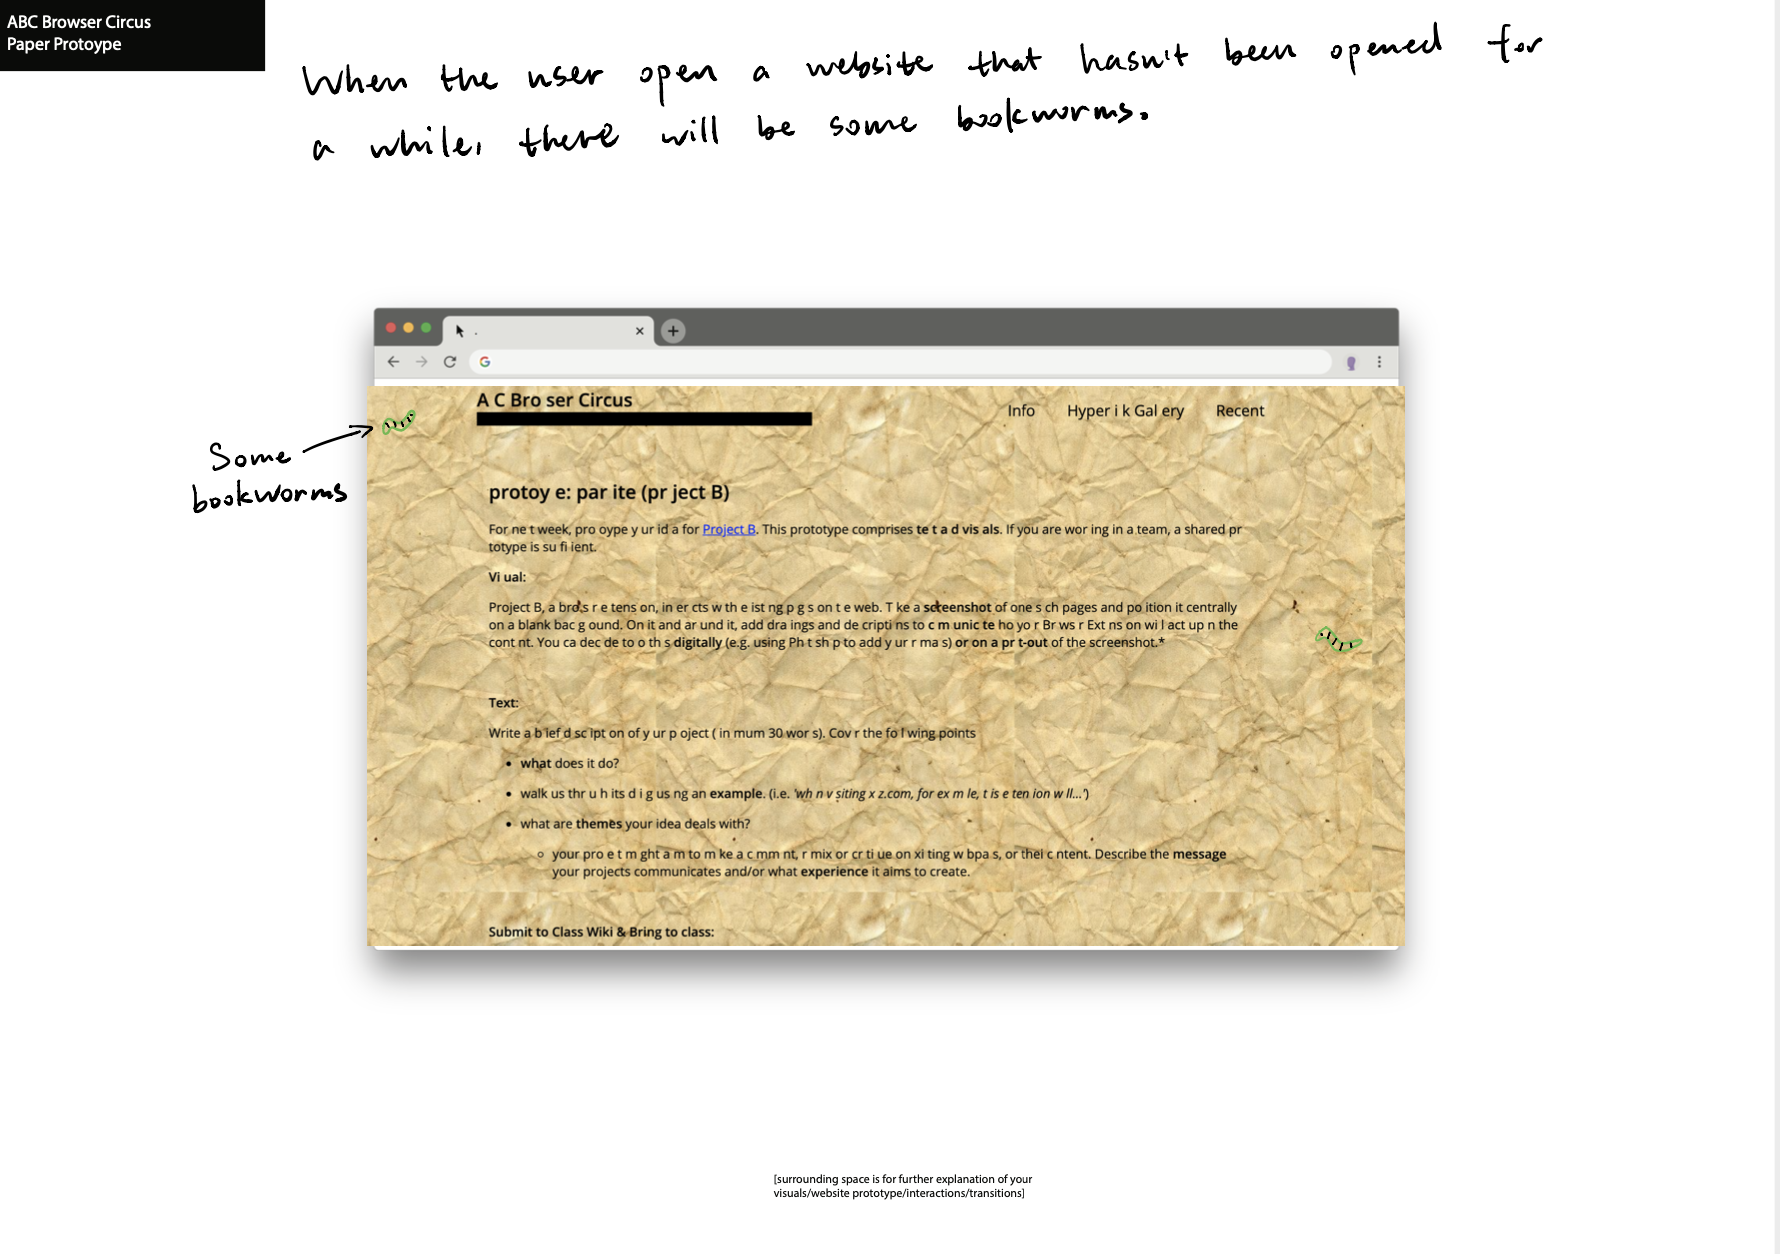 ABC Browser Circus
Paper Protoype
When the user open a website that hasn't been opened for
a while, there will be some bookworms.
A C Bro ser Circus
Info Hyper i k Gal ery Recent
Some
bookworms
protoy e: par ite (pr ject B)
For ne t week, pro oype y ur id a for Project B. This prototype comprises te t a d vis als. If you are wor ing in a team, a shared pr
totype is su fi ient.
Vi ual:
Project B, a bro s r e tens on, in er cts w th e ist ng p g s on t e web. T ke a screenshot of one s ch pages and po ition it centrally
on a blank bac g ound. On it and ar und it, add dra ings and de cripti ns to c m unic te ho yo r Br ws r Ext ns on wi l act up n the
cont nt. You ca dec de to o th s digitally (e.g. using Ph t sh p to add y ur r ma s) or on a pr t-out of the screenshot.*
Text:
Write a b ief d sc ipt on of y ur p oject ( in mum 30 wor s). Cov r the fo l wing points
• what does it do?
• walk us thr u h its d i g us ng an example. (i.e. 'wh n v siting x z.com, for ex m le, t is e ten ion w ll...')
• what are themes your idea deals with?
○ your pro e t m ght a m to m ke a c mm nt, r mix or cr ti ue on xi ting w bpa s, or thei c ntent. Describe the message
your projects communicates and/or what experience it aims to create.
Submit to Class Wiki & Bring to class:
[surrounding space is for further explanation of your
visuals/website prototype/interactions/transitions]